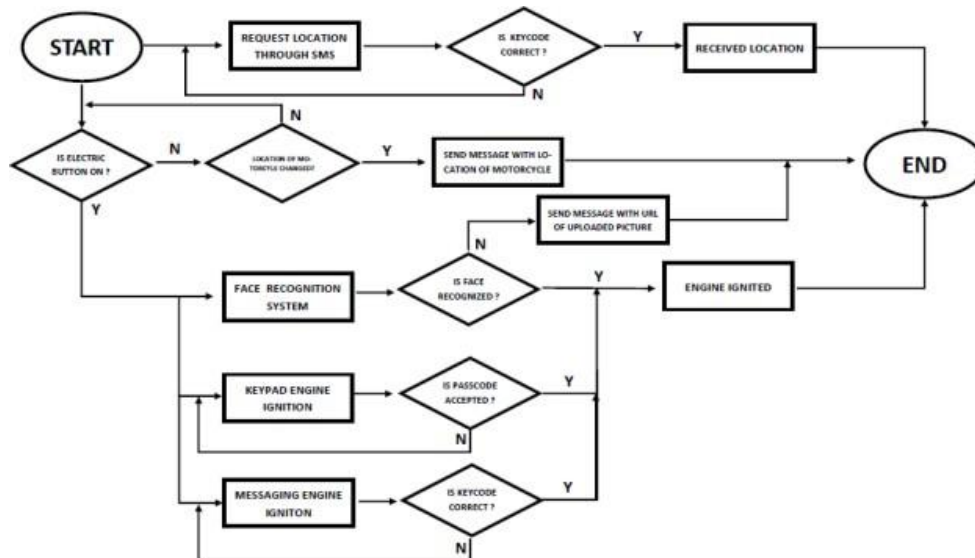 START
REQUEST LOCATION
THROUGH SMS
IS KEYCODE
CORRECT ?
Y
RECEIVED LOCATION
N
N
IS ELECTRIC
BUTTON ON ?
N
LOCATION OF MO-
TORCYLE CHANGED?
Y
SEND MESSAGE WITH LO-
CATION OF MOTORCYCLE
END
Y
SEND MESSAGE WITH URL
OF UPLOADED PICTURE
N
FACE RECOGNITION
SYSTEM
IS FACE
RECOGNIZED ?
Y
ENGINE IGNITED
KEYPAD ENGINE
IGNITION
IS PASSCODE
ACCEPTED ?
Y
N
MESSAGING ENGINE
IGNITON
IS KEYCODE
CORRECT ?
Y
N